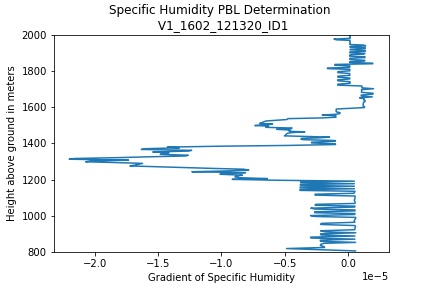 Specific Humidity PBL Determination
V1_1602_121320_ID1
Height above ground in meters
2000
1800
1600
1400
1200
1000
800
−2.0 −1.5 −1.0 −0.5 0.0
1e−5
Gradient of Specific Humidity